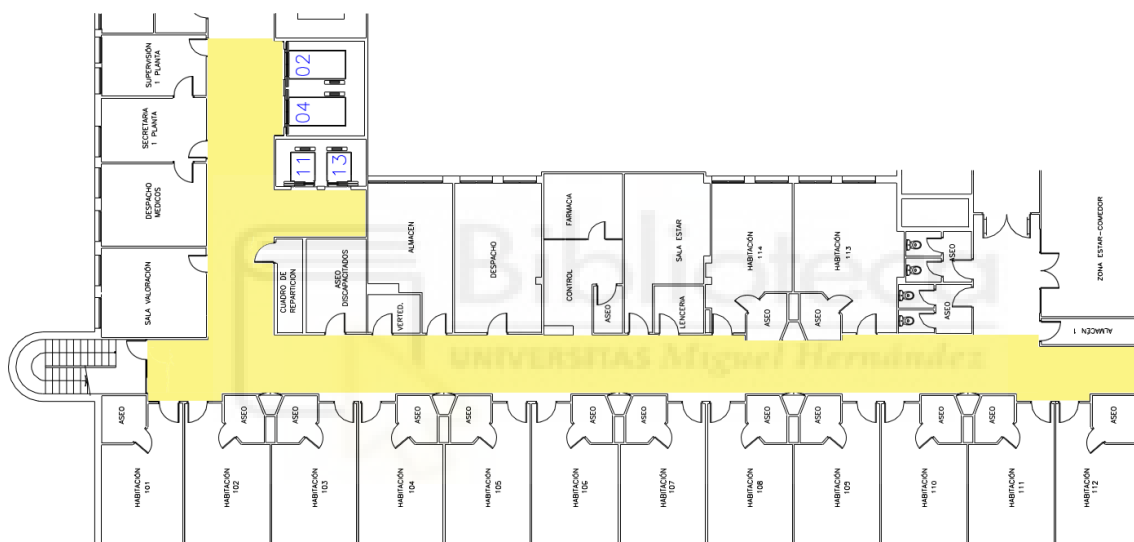 SUPERVISIÓN
1 PLANTA
02
04
SECRETARIA
1 PLANTA
11
13
DESPACHO
MEDICOS
SALA VALORACIÓN
CUADRO DE
REPARTICION
ASEO
DISCAPACITADOS
ALMACEN
VERTED.
DESPACHO
FARMACIA
CONTROL
ASEO
SALA ESTAR
LENCERIA
HABITACIÓN
114
ASEO
HABITACIÓN
113
ASEO
ASEO
ASEO
ZONA ESTAR-COMEDOR
ALMACÉN 1
Biblioteca
UNIVERSITAS Miguel Hernández
ASEO
HABITACIÓN
101
ASEO
HABITACIÓN
102
ASEO
HABITACIÓN
103
ASEO
HABITACIÓN
104
ASEO
HABITACIÓN
105
ASEO
HABITACIÓN
106
ASEO
HABITACIÓN
107
ASEO
HABITACIÓN
108
ASEO
HABITACIÓN
109
ASEO
HABITACIÓN
110
ASEO
HABITACIÓN
111
ASEO
HABITACIÓN
112